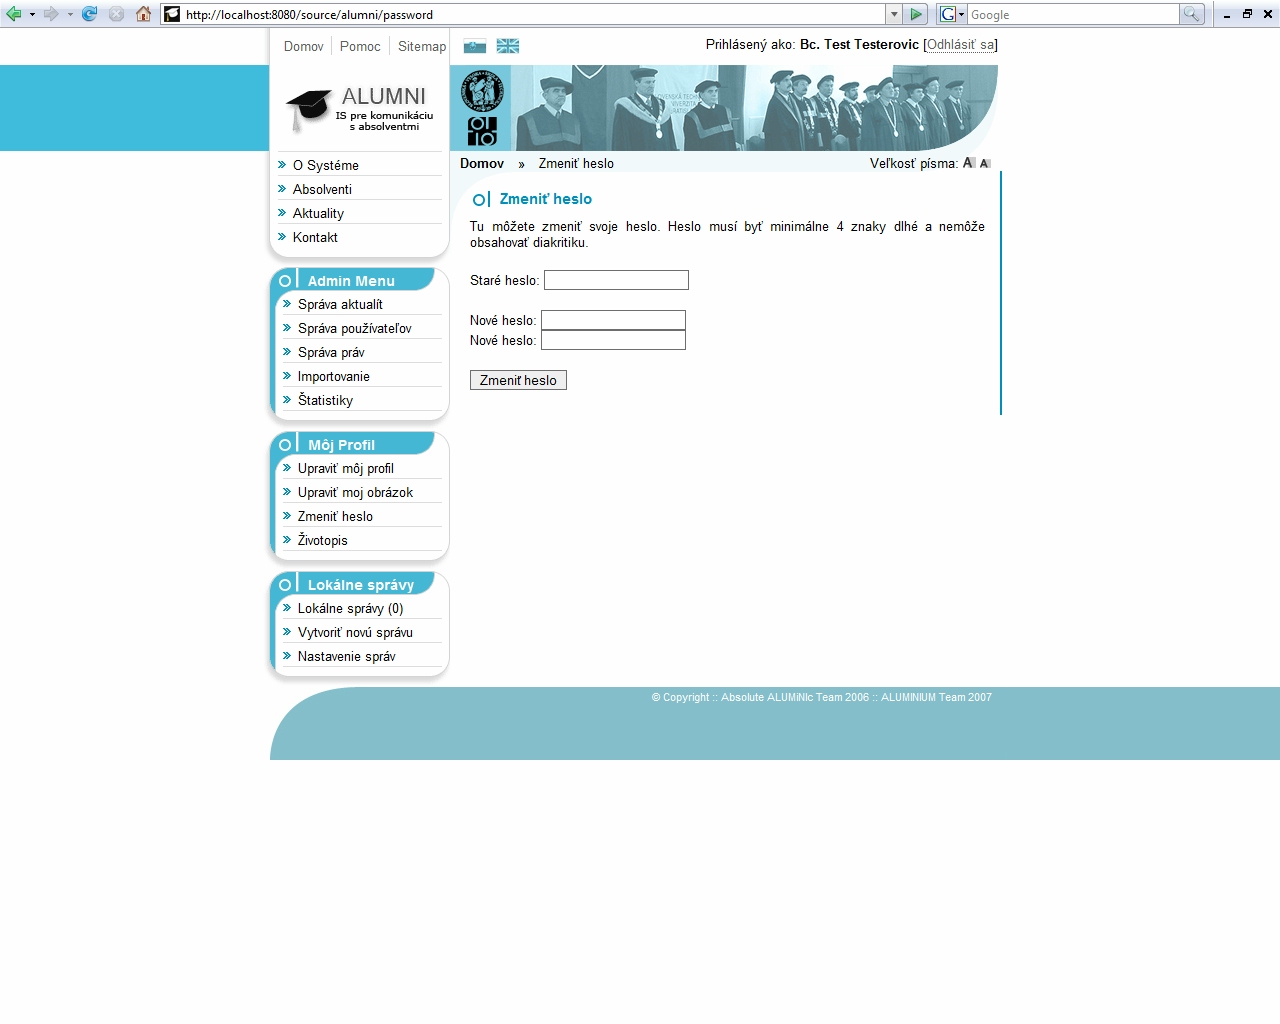 http://localhost:8080/source/alumni/password
Google
Domov
Pomoc
Sitemap
Prihlásený ako: Bc. Test Testerovic [Odhlásiť sa]
ALUMNI
IS pre komunikáciu
s absolventmi
O Systéme
Absolventi
Aktuality
Kontakt
Domov » Zmeniť heslo
Veľkosť písma: A A
Zmeniť heslo
Tu môžete zmeniť svoje heslo. Heslo musí byť minimálne 4 znaky dlhé a nemôže
obsahovať diakritiku.
Staré heslo:
Nové heslo:
Nové heslo:
Zmeniť heslo
Admin Menu
Správa aktualít
Správa používateľov
Správa práv
Importovanie
Štatistiky
Môj Profil
Upraviť môj profil
Upraviť moj obrázok
Zmeniť heslo
Životopis
Lokálne správy
Lokálne správy (0)
Vytvoriť novú správu
Nastavenie správ
© Copyright :: Absolute ALUMiNIc Team 2006 :: ALUMINIUM Team 2007